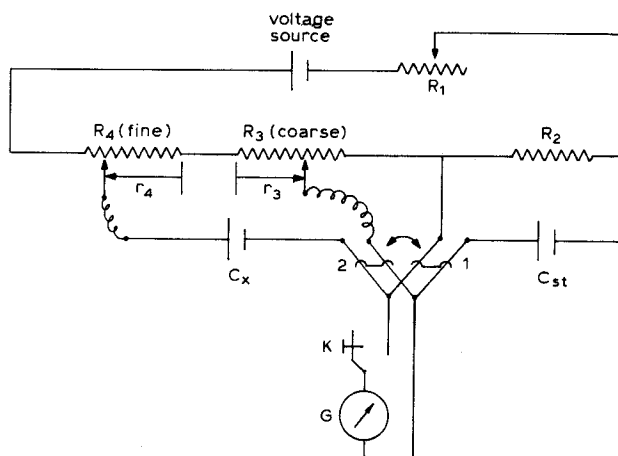 voltage
source
R1
R4 (fine)
R3 (coarse)
R2
r4
r3
2
1
Cx
Cst
K
G